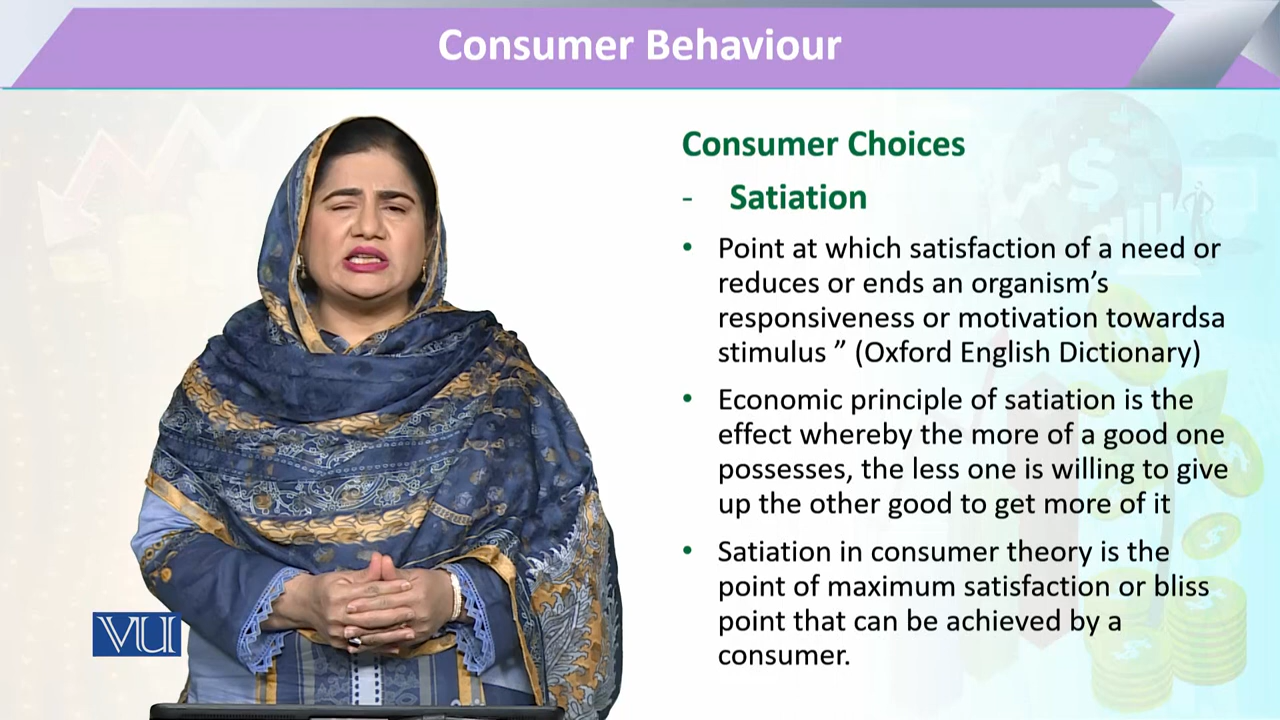 Consumer Behaviour
Consumer Choices
- Satiation
• Point at which satisfaction of a need or
reduces or ends an organism’s
responsiveness or motivation towardsa
stimulus ” (Oxford English Dictionary)
• Economic principle of satiation is the
effect whereby the more of a good one
possesses, the less one is willing to give
up the other good to get more of it
• Satiation in consumer theory is the
point of maximum satisfaction or bliss
point that can be achieved by a
consumer.
VU